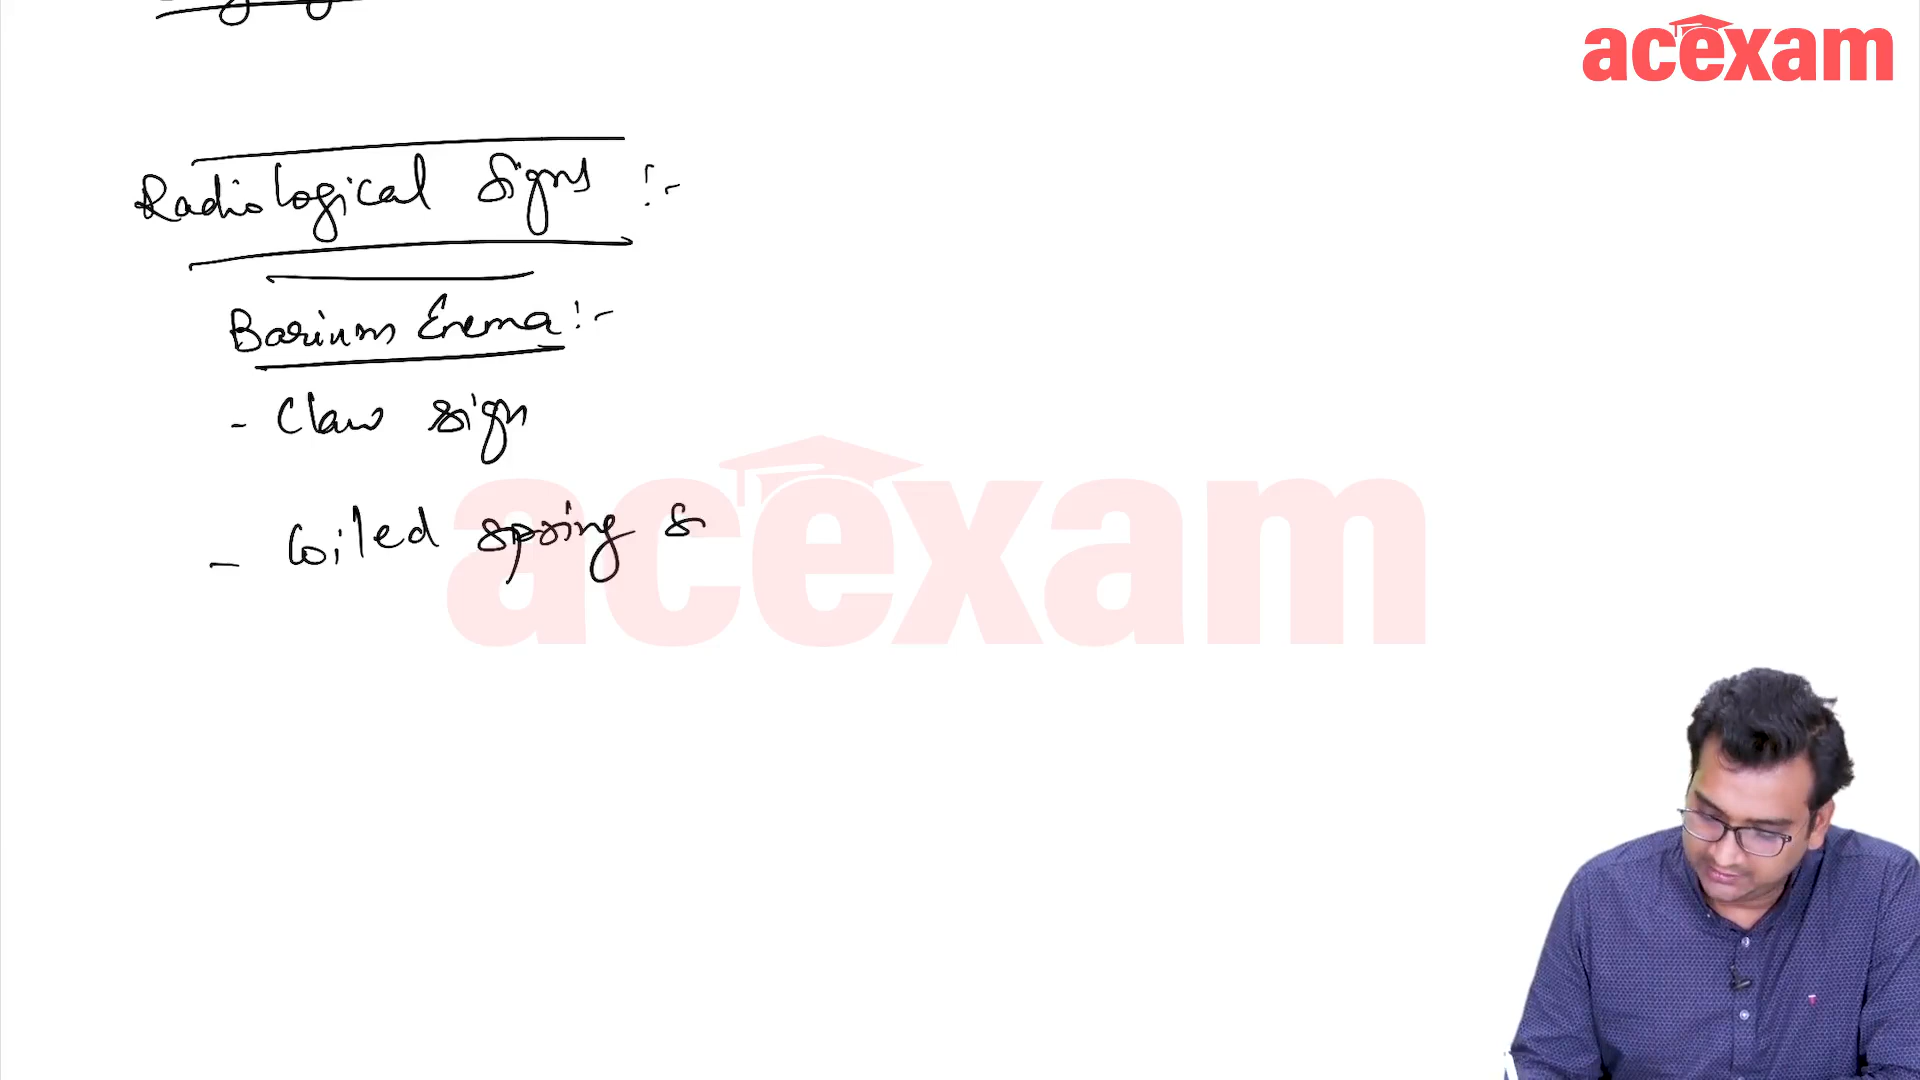 acexam
Radiological Signs :-
Barium Enema :-
- Claw sign
- Coiled spring s
acexam